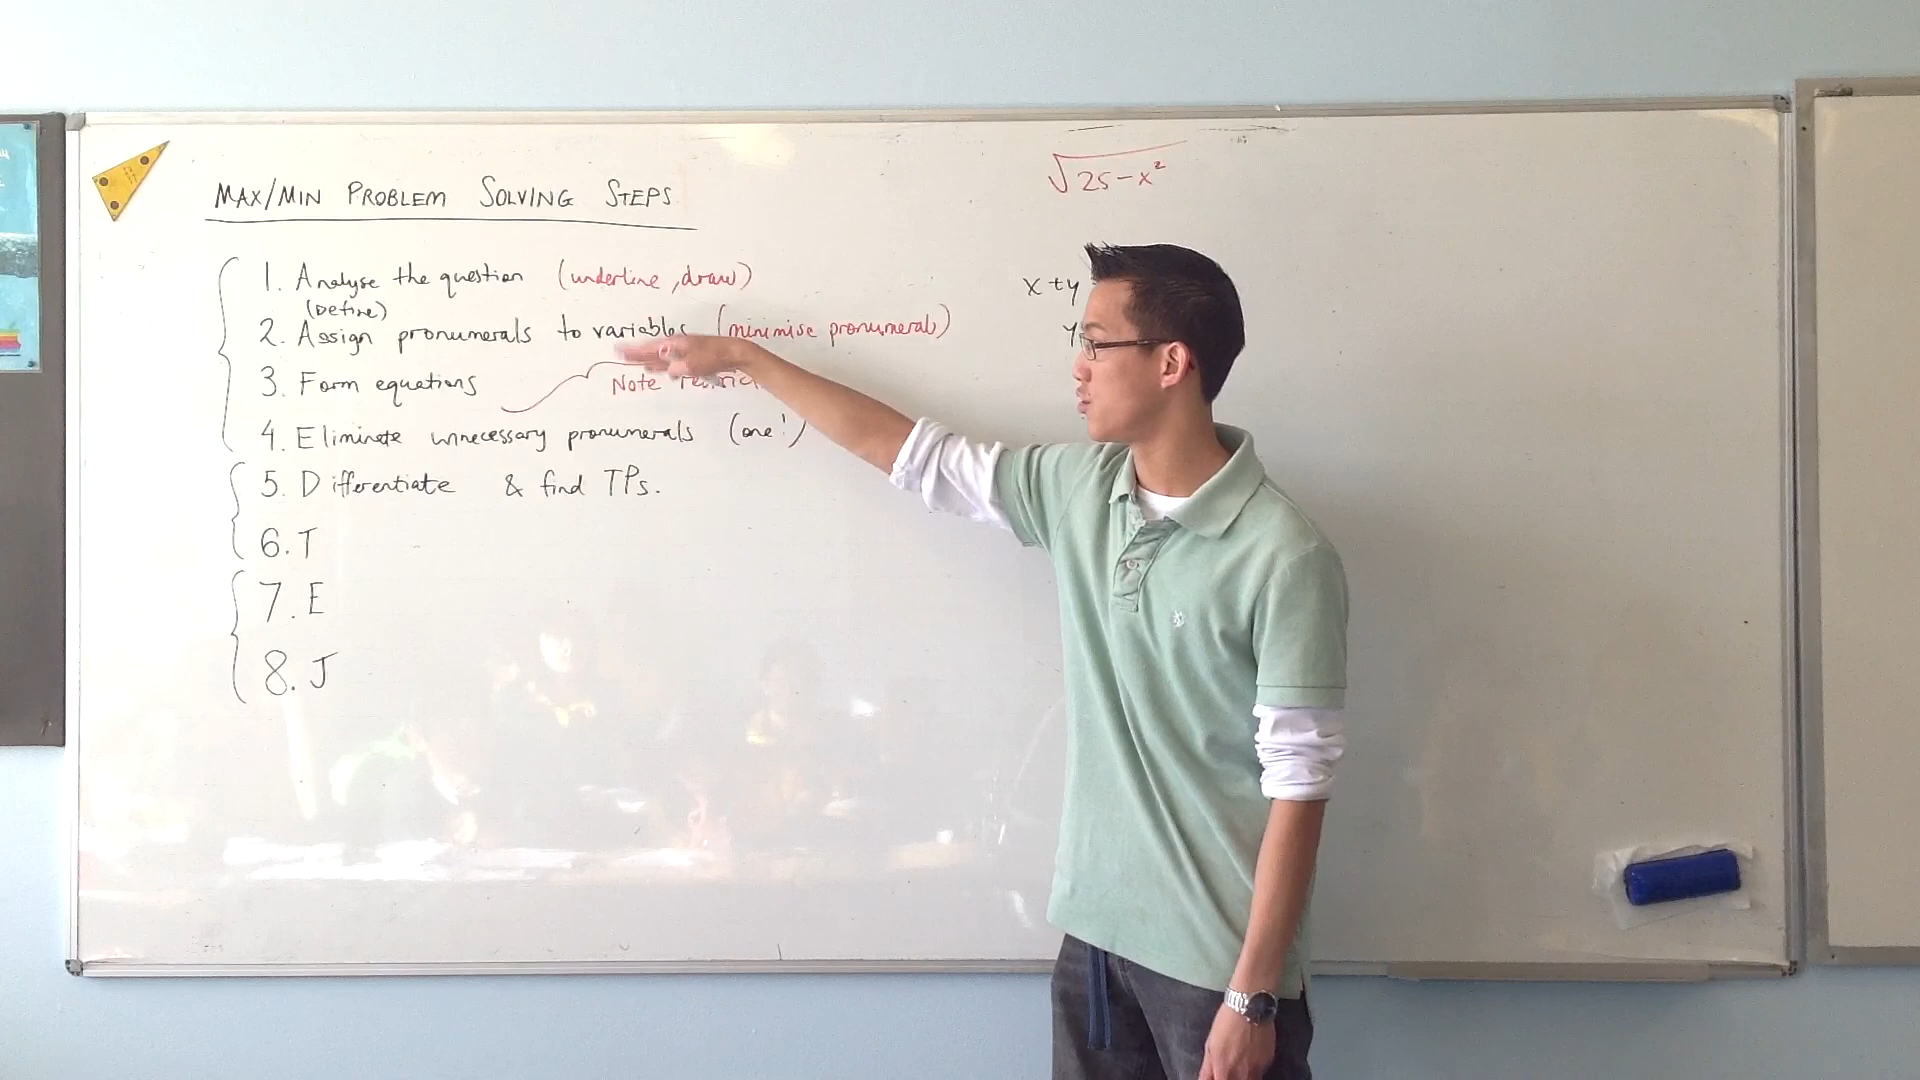 MAX/MIN PROBLEM SOLVING STEPS
1. Analyse the question (underline, draw)
(Define)
2. Assign pronumerals to variables (minimise pronumerals)
3. Form equations
Note
4. Eliminate unnecessary pronumerals (one!)
5. Differentiate & find TPs.
6. T
7. E
8. J
√25-x²
x+y
y